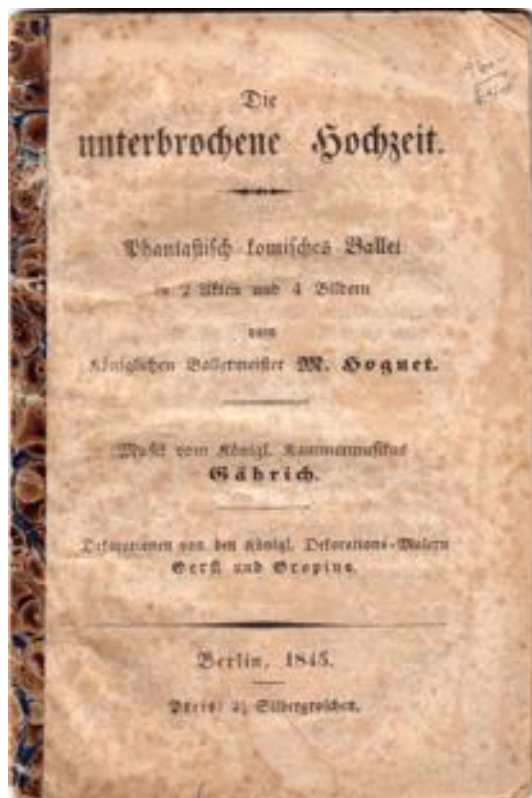 Die
unterbrochene Hochzeit.
Phantastisch komisches Ballet
in 2 Akten und 4 Bildern
vom
Königlichen Balletmeister M. Hoguet.
Musik vom Königl. Kammermusikus
Gährich.
Dekorationen von den Königl. Dekorations-Malern
Gerst und Gropius.
Berlin, 1845.
Preis: 2½ Silbergroschen.